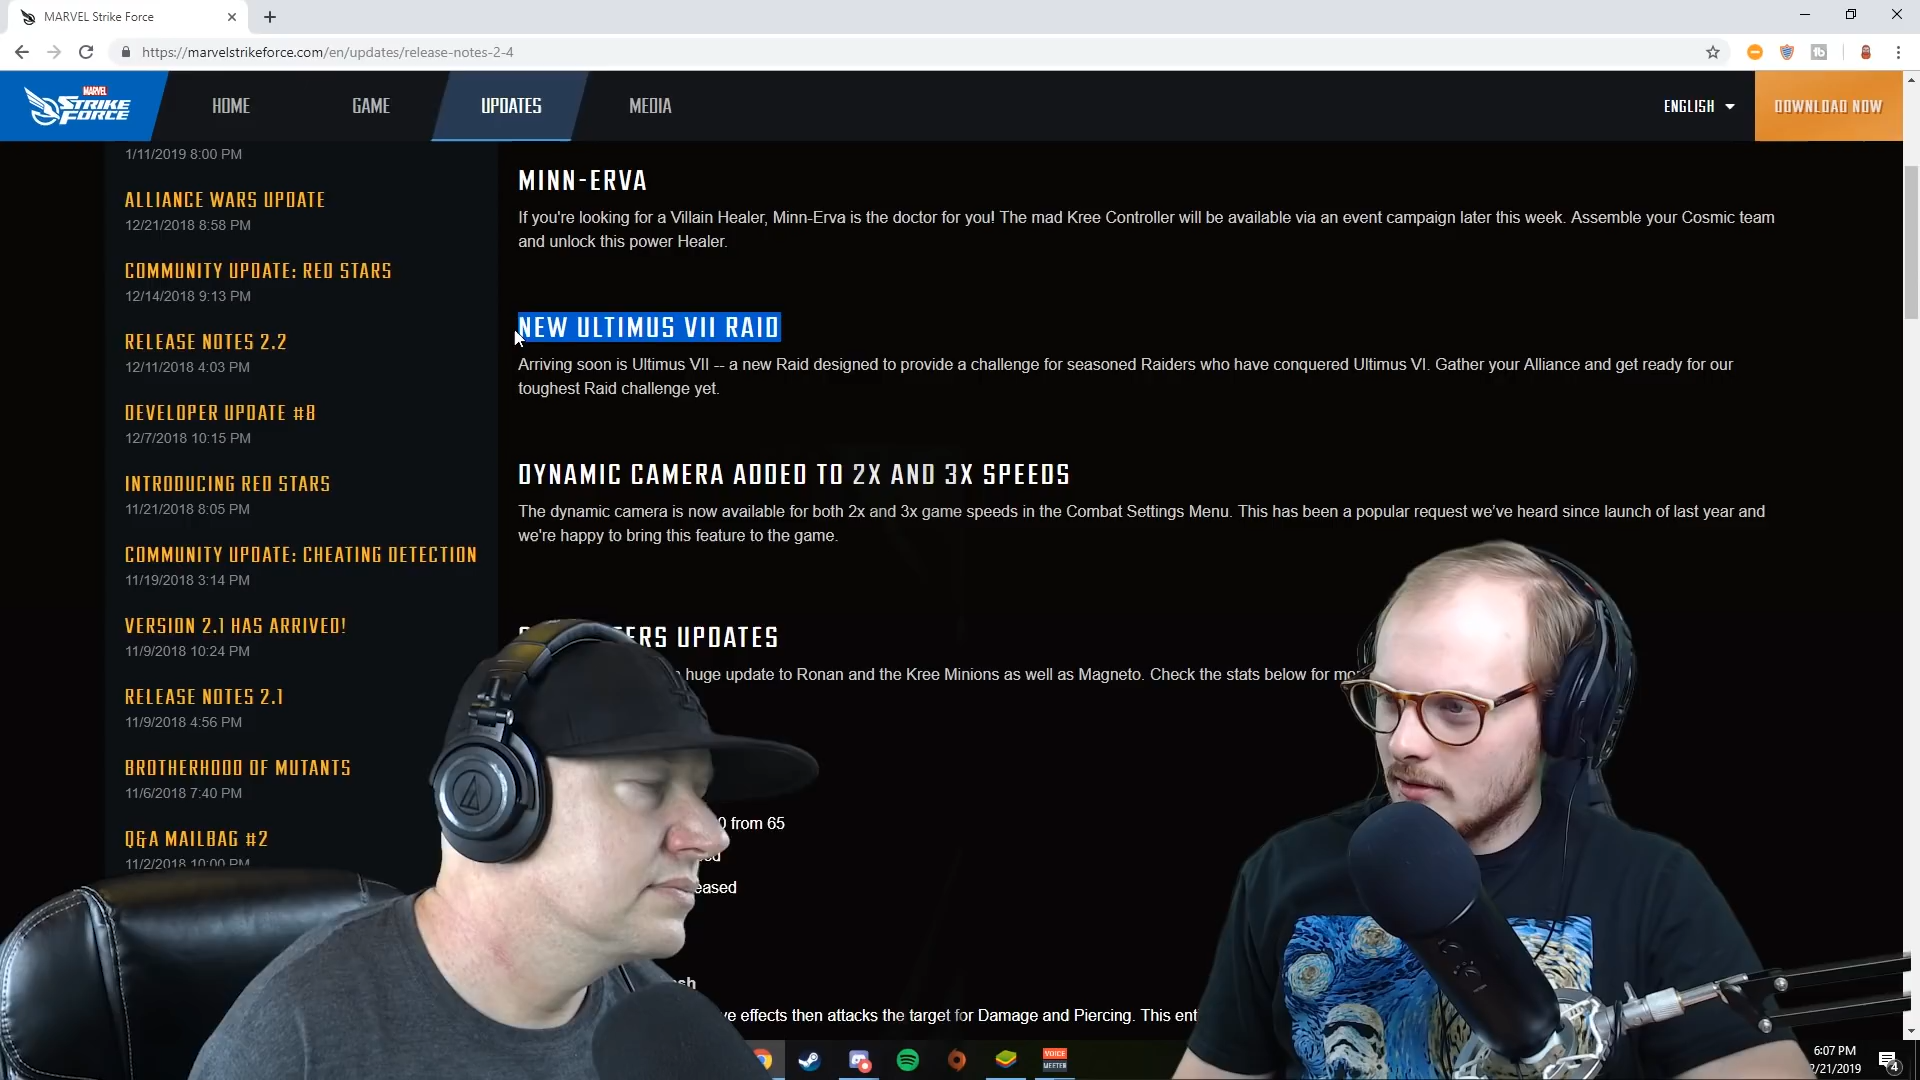 MARVEL Strike Force
https://marvelstrikeforce.com/en/updates/release-notes-2-4
MARVEL
STRIKE
FORCE
HOME
GAME
UPDATES
MEDIA
ENGLISH
DOWNLOAD NOW
1/11/2019 8:00 PM
ALLIANCE WARS UPDATE
12/21/2018 8:58 PM
COMMUNITY UPDATE: RED STARS
12/14/2018 9:13 PM
RELEASE NOTES 2.2
12/11/2018 4:03 PM
DEVELOPER UPDATE #8
12/7/2018 10:15 PM
INTRODUCING RED STARS
11/21/2018 8:05 PM
COMMUNITY UPDATE: CHEATING DETECTION
11/19/2018 3:14 PM
VERSION 2.1 HAS ARRIVED!
11/9/2018 10:24 PM
RELEASE NOTES 2.1
11/9/2018 4:56 PM
BROTHERHOOD OF MUTANTS
11/6/2018 7:40 PM
Q&A MAILBAG #2
11/2/2018 10:00 PM
MINN-ERVA
If you're looking for a Villain Healer, Minn-Erva is the doctor for you! The mad Kree Controller will be available via an event campaign later this week. Assemble your Cosmic team
and unlock this power Healer.
NEW ULTIMUS VII RAID
Arriving soon is Ultimus VII -- a new Raid designed to provide a challenge for seasoned Raiders who have conquered Ultimus VI. Gather your Alliance and get ready for our
toughest Raid challenge yet.
DYNAMIC CAMERA ADDED TO 2X AND 3X SPEEDS
The dynamic camera is now available for both 2x and 3x game speeds in the Combat Settings Menu. This has been a popular request we've heard since launch of last year and
we're happy to bring this feature to the game.
UPDATES
huge update to Ronan and the Kree Minions as well as Magneto. Check the stats below for
from 65
effects then attacks the target for Damage and Piercing. This
VOICE
MEETER
6:07 PM
/21/2019
4